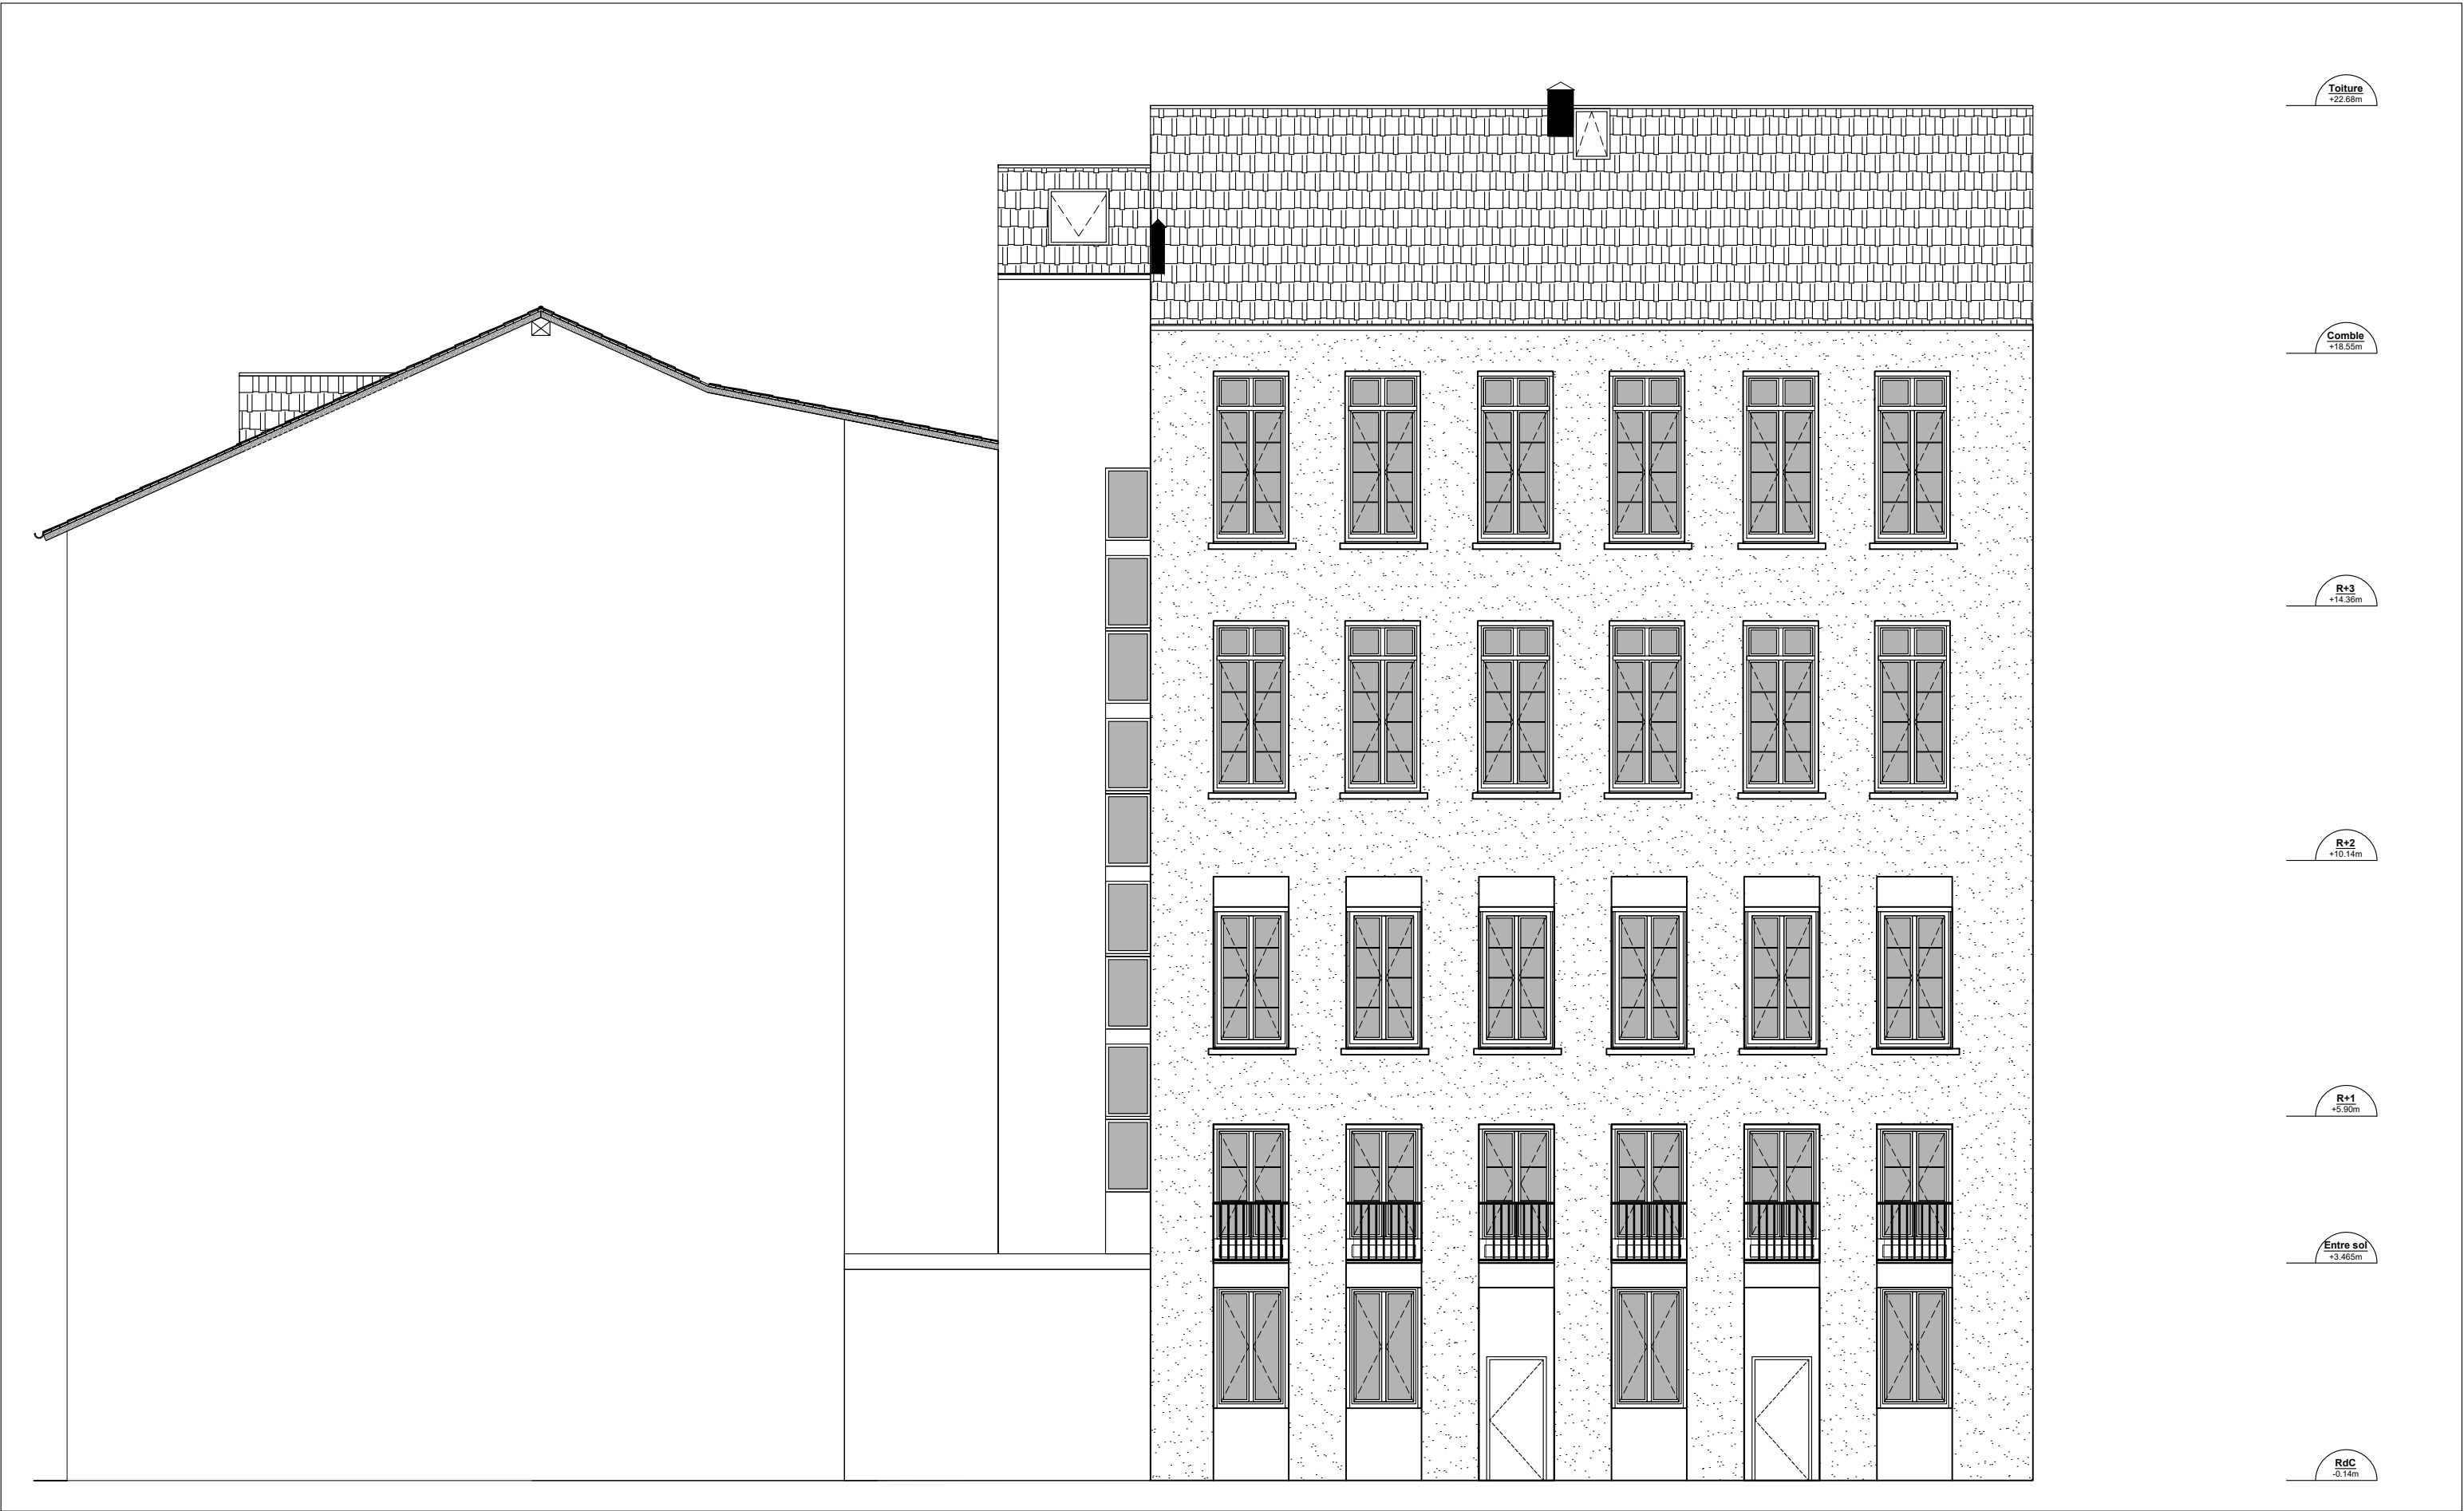 Toiture
+22.68m
Comble
+18.55m
R+3
+14.36m
R+2
+10.14m
R+1
+5.90m
Entre sol
+3.465m
RdC
-0.14m